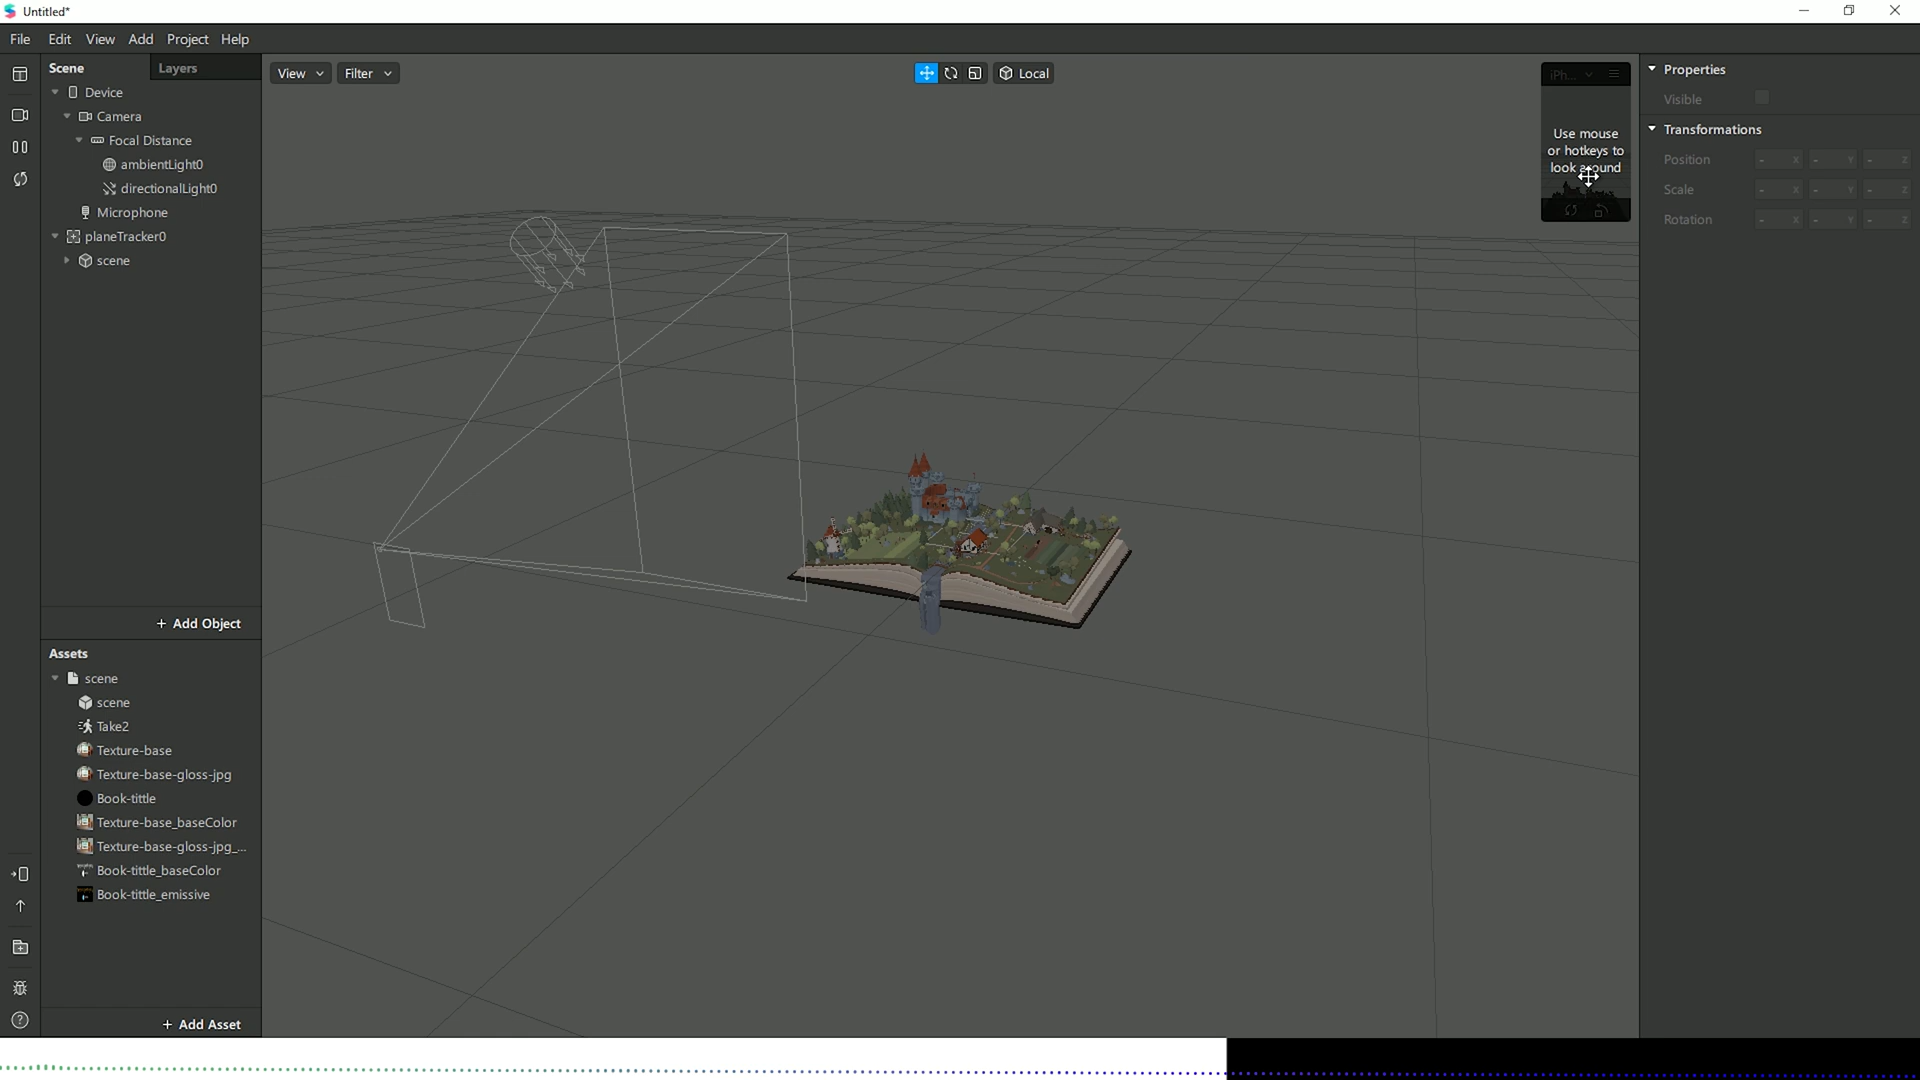 Untitled*
File Edit View Add Project Help
Scene Layers
Device
Camera
Focal Distance
ambientLight0
directionalLight0
Microphone
planeTracker0
scene
+ Add Object
Assets
scene
scene
Take2
Texture-base
Texture-base-gloss-jpg
Book-tittle
Texture-base_baseColor
Texture-base-gloss-jpg_...
Book-tittle_baseColor
Book-tittle_emissive
+ Add Asset
View Filter
Local
iPh...
Use mouse
or hotkeys to
look around
Properties
Visible
Transformations
Position - X - Y - Z
Scale - X - Y - Z
Rotation - X - Y - Z